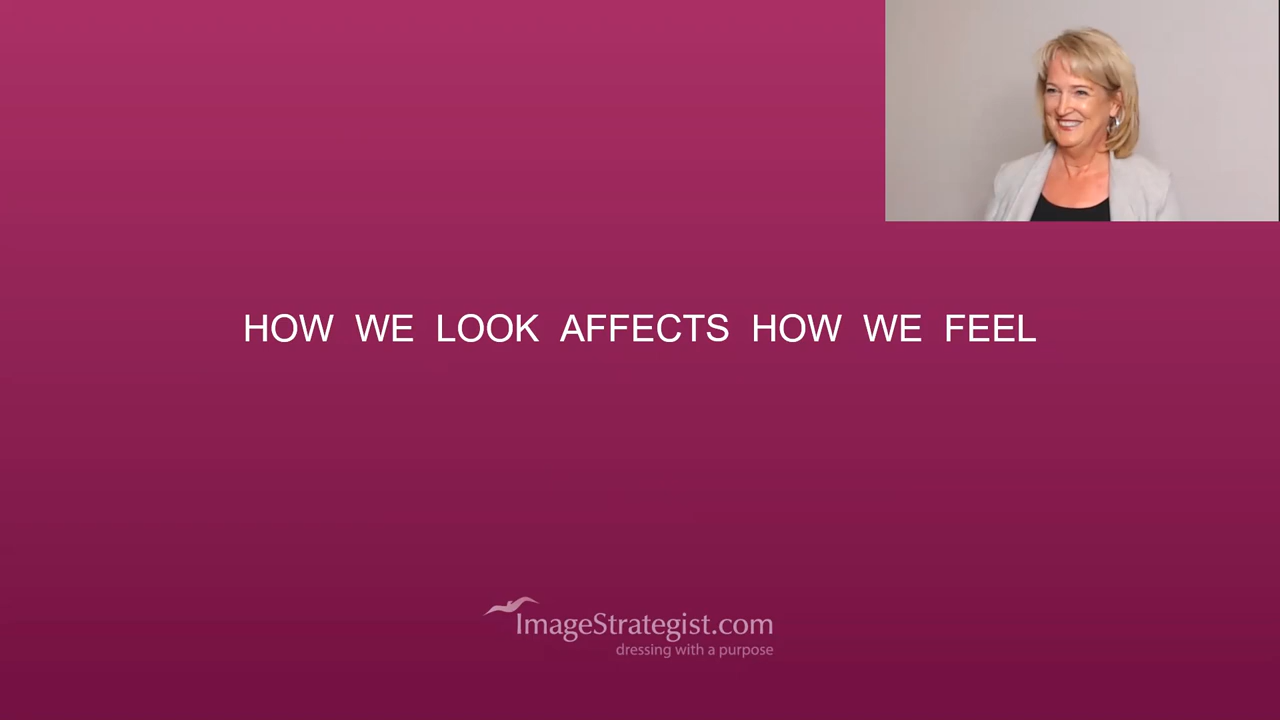 HOW WE LOOK AFFECTS HOW WE FEEL
ImageStrategist.com
dressing with a purpose